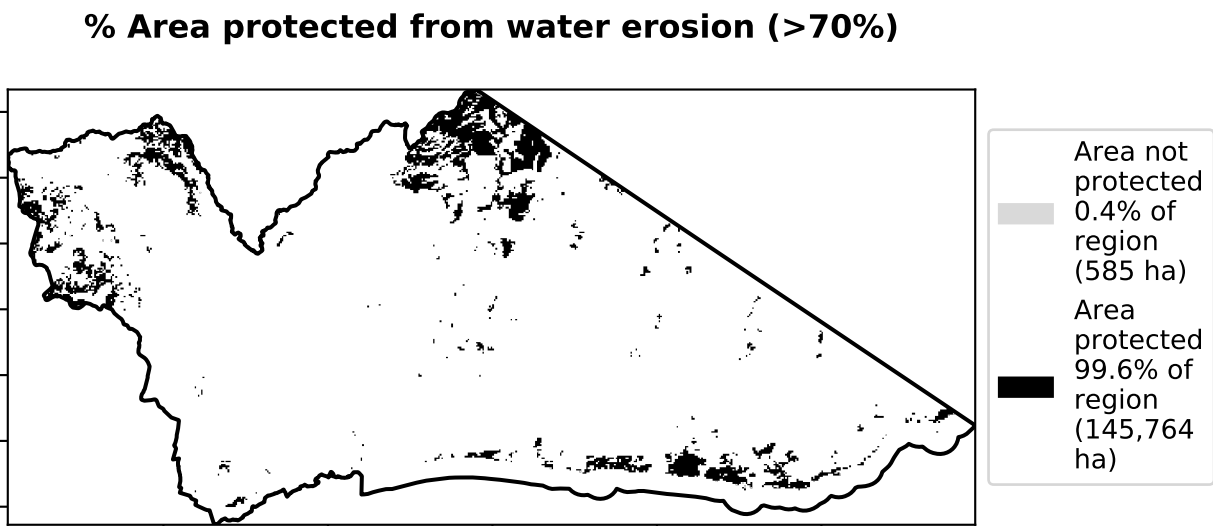 % Area protected from water erosion (>70%)
Area not
protected
0.4% of
region
(585 ha)
Area
protected
99.6% of
region
(145,764
ha)